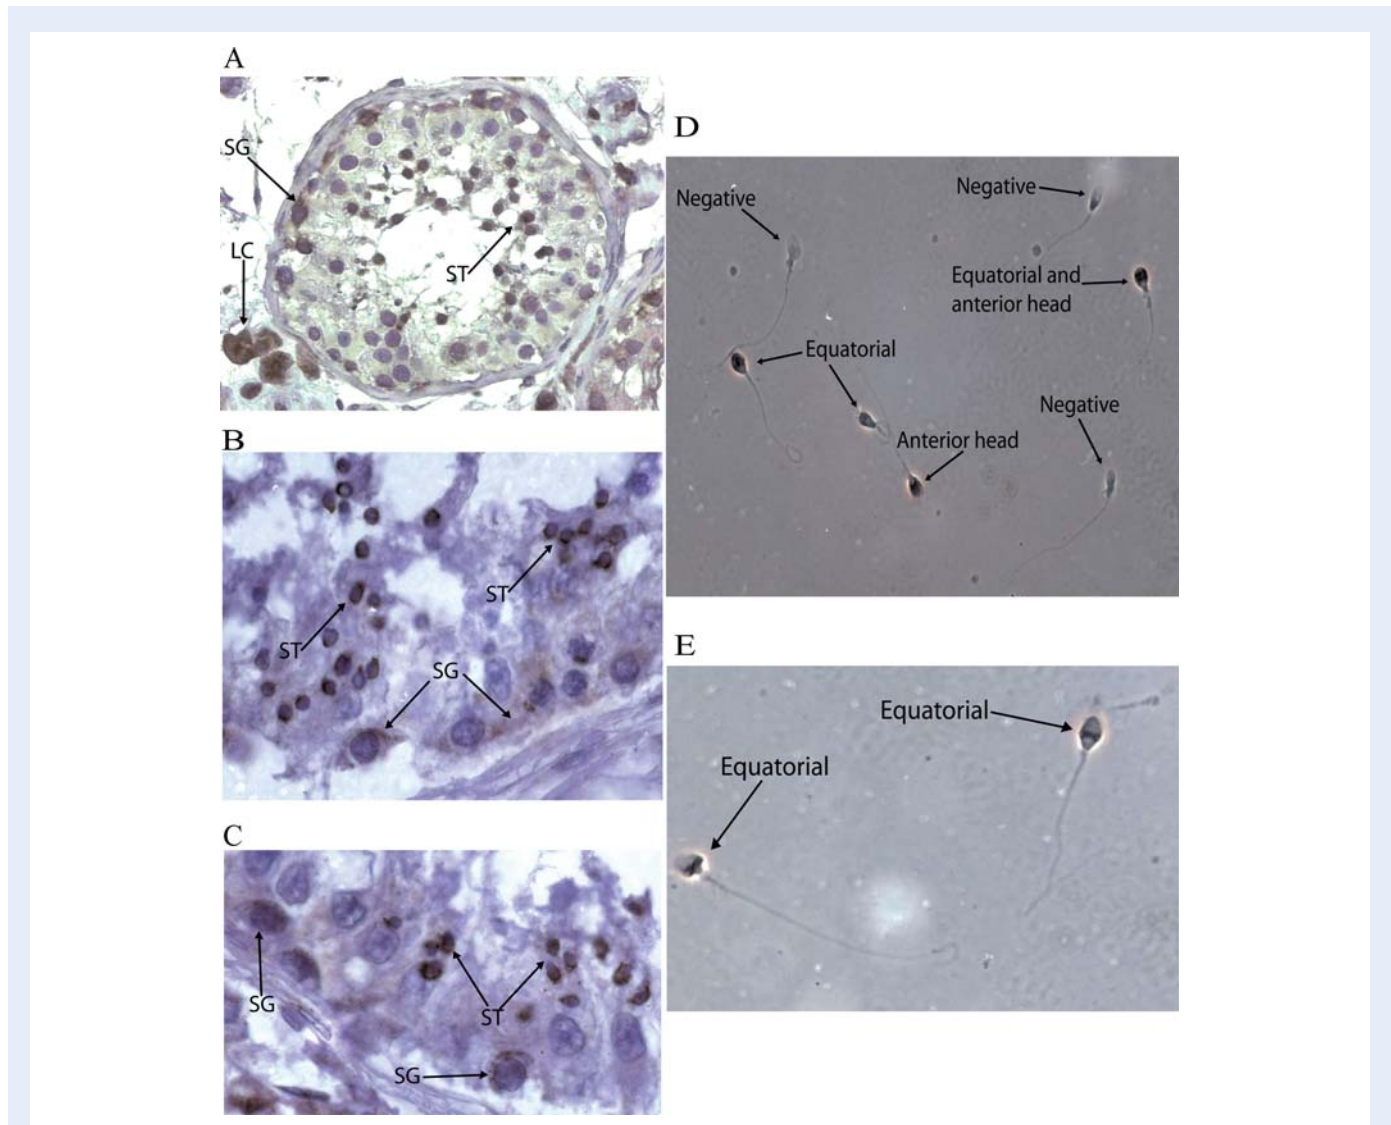 A
SG
LC
ST
B
ST
ST
SG
C
SG
ST
SG
D
Negative
Negative
Equatorial and
anterior head
Equatorial
Negative
Anterior head
E
Equatorial
Equatorial